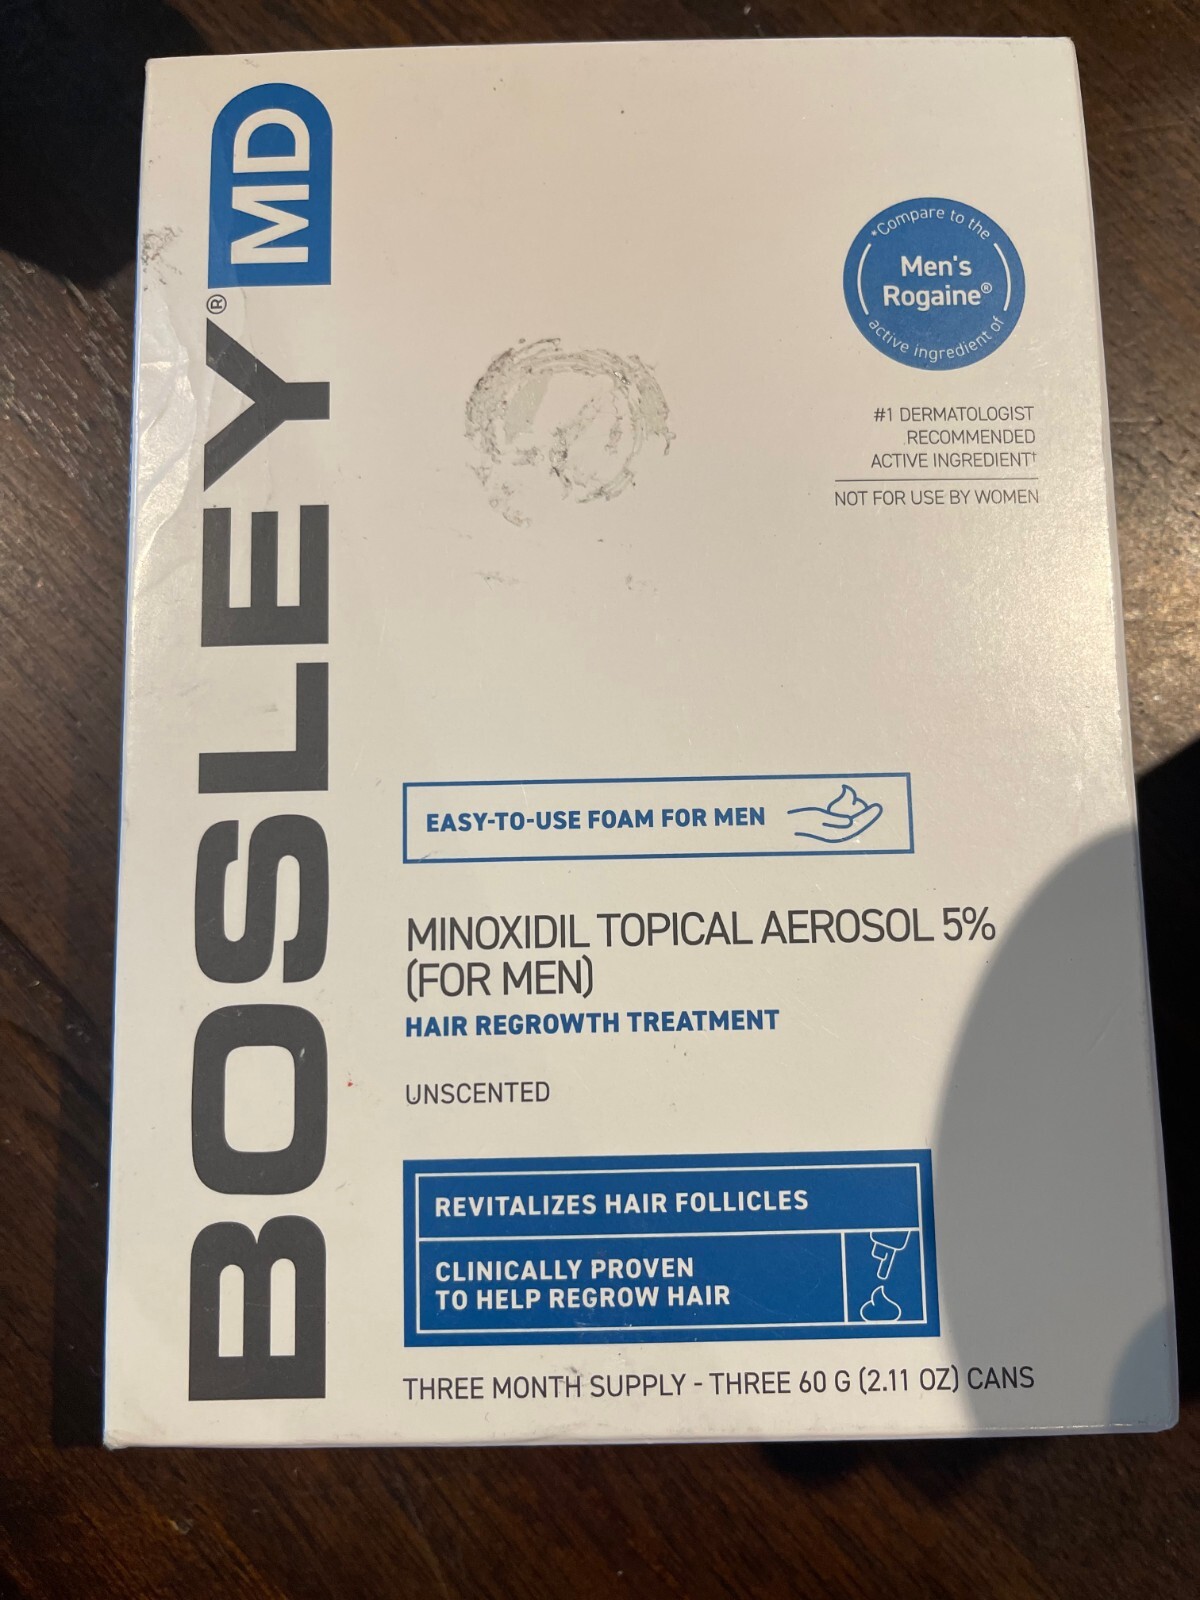 BOSLEY® MD
*Compare to the
Men's
Rogaine®
active ingredient of
#1 DERMATOLOGIST
RECOMMENDED
ACTIVE INGREDIENT†
NOT FOR USE BY WOMEN
EASY-TO-USE FOAM FOR MEN
MINOXIDIL TOPICAL AEROSOL 5%
(FOR MEN)
HAIR REGROWTH TREATMENT
UNSCENTED
REVITALIZES HAIR FOLLICLES
CLINICALLY PROVEN
TO HELP REGROW HAIR
THREE MONTH SUPPLY - THREE 60 G (2.11 OZ) CANS